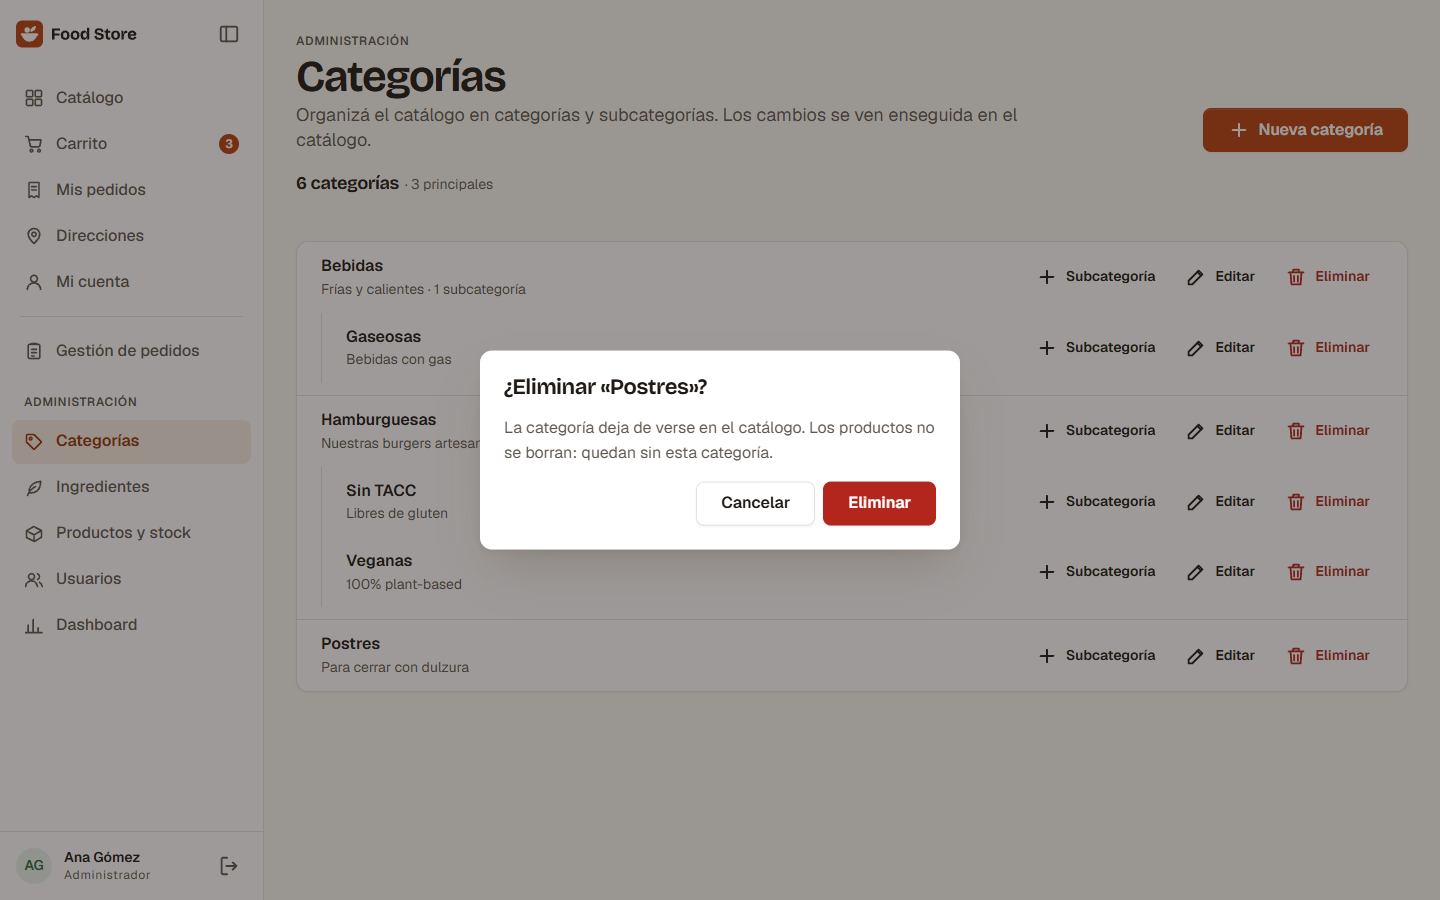 Food Store
Catálogo
Carrito
3
Mis pedidos
Direcciones
Mi cuenta
Gestión de pedidos
ADMINISTRACIÓN
Categorías
Ingredientes
Productos y stock
Usuarios
Dashboard
AG
Ana Gómez
Administrador
ADMINISTRACIÓN
Categorías
Organizá el catálogo en categorías y subcategorías. Los cambios se ven enseguida en el
catálogo.
Nueva categoría
6 categorías · 3 principales
Bebidas
Frías y calientes · 1 subcategoría
Subcategoría Editar Eliminar
Gaseosas
Bebidas con gas
Subcategoría Editar Eliminar
Hamburguesas
Nuestras burgers
Subcategoría Editar Eliminar
Sin TACC
Libres de gluten
Subcategoría Editar Eliminar
Veganas
100% plant-based
Subcategoría Editar Eliminar
Postres
Para cerrar con dulzura
Subcategoría Editar Eliminar
¿Eliminar «Postres»?
La categoría deja de verse en el catálogo. Los productos no
se borran: quedan sin esta categoría.
Cancelar Eliminar